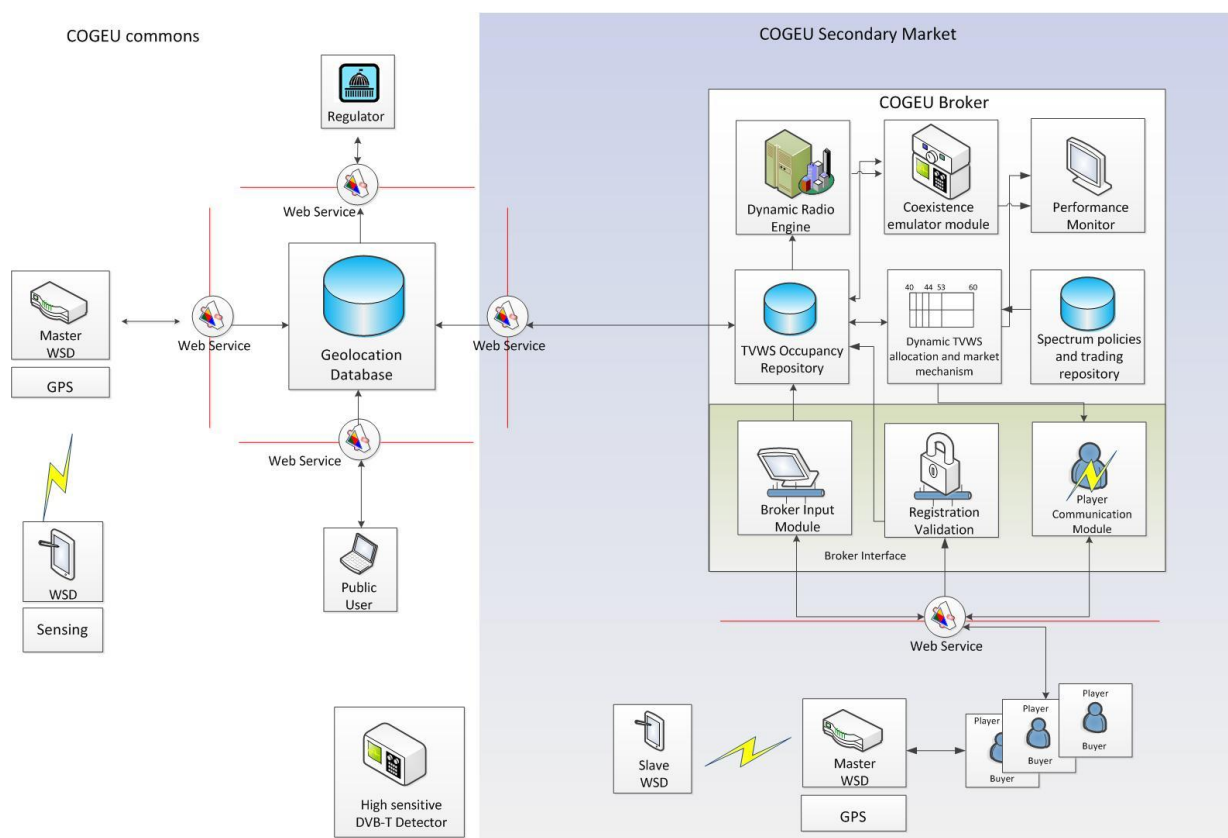 COGEU commons
COGEU Secondary Market
Regulator
Web Service
Master
WSD
GPS
Web Service
Geolocation
Database
Web Service
Web Service
WSD
Sensing
Public
User
High sensitive
DVB-T Detector
COGEU Broker
Dynamic Radio
Engine
Coexistence
emulator module
Performance
Monitor
TVWS Occupancy
Repository
40 44 53 60
Dynamic TVWS
allocation and market
mechanism
Spectrum policies
and trading
repository
Broker Input
Module
Registration
Validation
Player
Communication
Module
Broker Interface
Web Service
Slave
WSD
Master
WSD
GPS
Player
Buyer
Player
Buyer
Player
Buyer